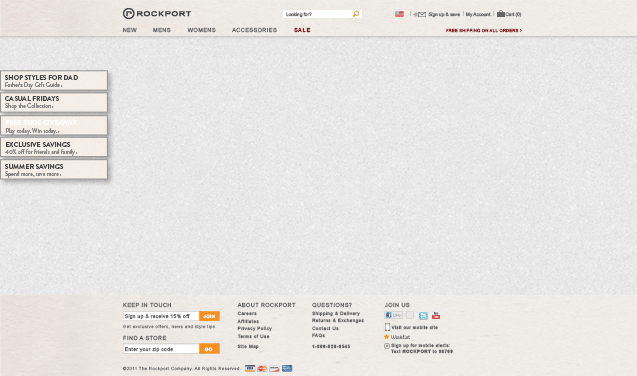 ROCKPORT
Looking for?
Sign up & save
My Account
Cart (0)
NEW
MENS
WOMENS
ACCESSORIES
SALE
FREE SHIPPING ON ALL ORDERS >
SHOP STYLES FOR DAD
Father's Day Gift Guide >
CASUAL FRIDAYS
Shop the Collection >
FREE SHOE GIVEAWAY
Play today. Win today. >
EXCLUSIVE SAVINGS
40% off for friends and family >
SUMMER SAVINGS
Spend more, save more >
KEEP IN TOUCH
Sign up & receive 15% off
JOIN
Get exclusive offers, news and style tips
FIND A STORE
Enter your zip code
GO
ABOUT ROCKPORT
Careers
Affiliates
Privacy Policy
Terms of Use
Site Map
QUESTIONS?
Shipping & Delivery
Returns & Exchanges
Contact Us
FAQs
JOIN US
Visit our mobile site
Wishlist
Sign up for mobile alerts:
Text ROCKPORT to 88769
©2011 The Rockport Company. All Rights Reserved.